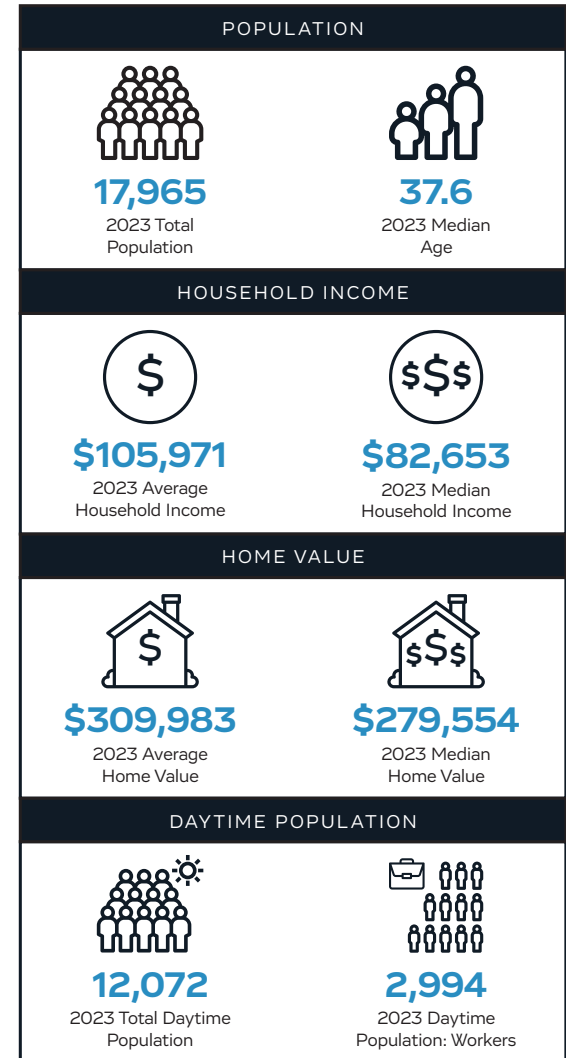 POPULATION
17,965
2023 Total
Population
37.6
2023 Median
Age
HOUSEHOLD INCOME
$
$105,971
2023 Average
Household Income
$$$
$82,653
2023 Median
Household Income
HOME VALUE
$
$309,983
2023 Average
Home Value
$$$
$279,554
2023 Median
Home Value
DAYTIME POPULATION
12,072
2023 Total Daytime
Population
2,994
2023 Daytime
Population: Workers